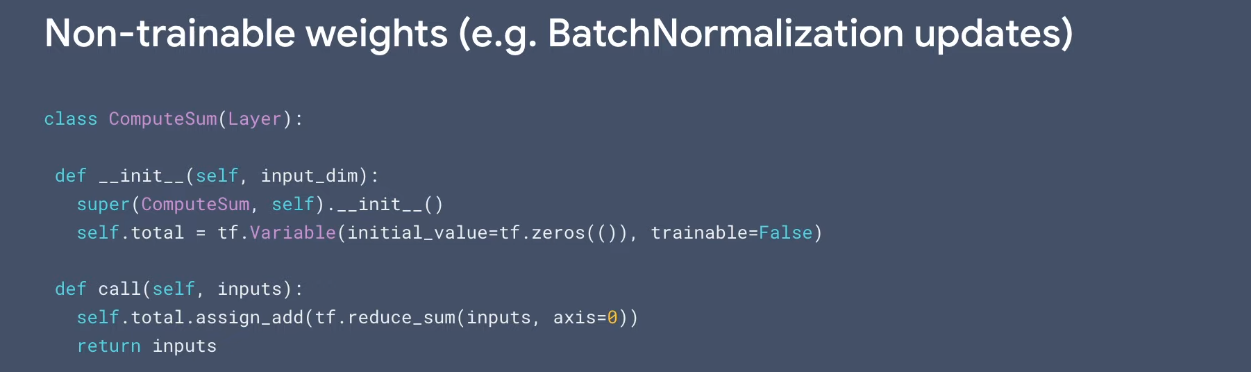 Non-trainable weights (e.g. BatchNormalization updates)
class ComputeSum(Layer):
def __init__(self, input_dim):
super(ComputeSum, self).__init__()
self.total = tf.Variable(initial_value=tf.zeros(()), trainable=False)
def call(self, inputs):
self.total.assign_add(tf.reduce_sum(inputs, axis=0))
return inputs